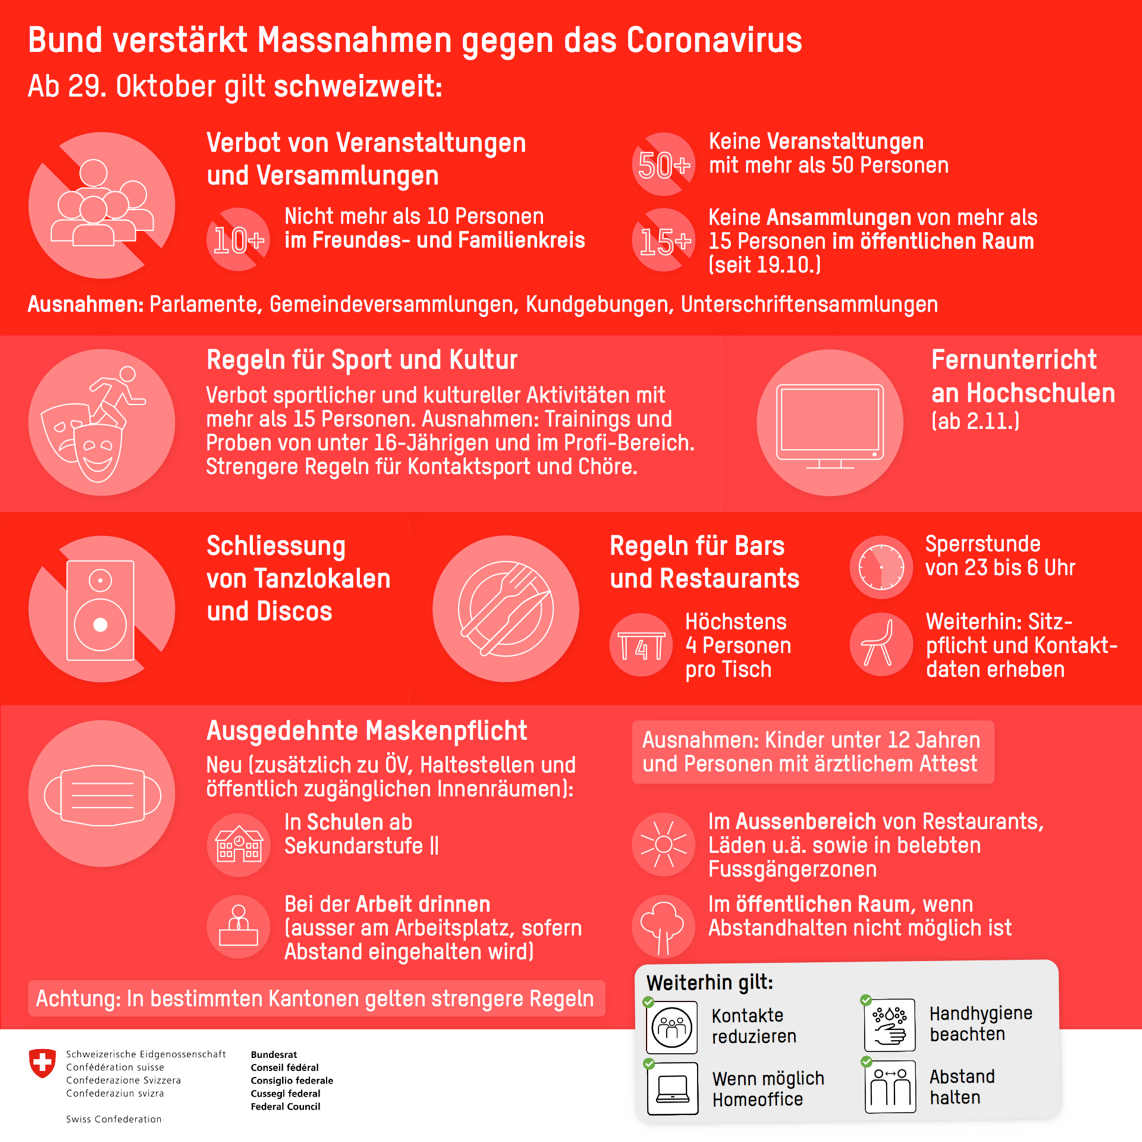 Bund verstärkt Massnahmen gegen das Coronavirus
Ab 29. Oktober gilt schweizweit:
Verbot von Veranstaltungen
und Versammlungen
10+
Nicht mehr als 10 Personen
im Freundes- und Familienkreis
50+
Keine Veranstaltungen
mit mehr als 50 Personen
15+
Keine Ansammlungen von mehr als
15 Personen im öffentlichen Raum
(seit 19.10.)
Ausnahmen: Parlamente, Gemeindeversammlungen, Kundgebungen, Unterschriftensammlungen
Regeln für Sport und Kultur
Verbot sportlicher und kultureller Aktivitäten mit
mehr als 15 Personen. Ausnahmen: Trainings und
Proben von unter 16-Jährigen und im Profi-Bereich.
Strengere Regeln für Kontaktsport und Chöre.
Fernunterricht
an Hochschulen
(ab 2.11.)
Schliessung
von Tanzlokalen
und Discos
Regeln für Bars
und Restaurants
4
Höchstens
4 Personen
pro Tisch
Sperrstunde
von 23 bis 6 Uhr
Weiterhin: Sitz-
pflicht und Kontakt-
daten erheben
Ausgedehnte Maskenpflicht
Neu (zusätzlich zu ÖV, Haltestellen und
öffentlich zugänglichen Innenräumen):
In Schulen ab
Sekundarstufe II
Bei der Arbeit drinnen
(ausser am Arbeitsplatz, sofern
Abstand eingehalten wird)
Ausnahmen: Kinder unter 12 Jahren
und Personen mit ärztlichem Attest
Im Aussenbereich von Restaurants,
Läden u.ä. sowie in belebten
Fussgängerzonen
Im öffentlichen Raum, wenn
Abstandhalten nicht möglich ist
Achtung: In bestimmten Kantonen gelten strengere Regeln
Weiterhin gilt:
Kontakte
reduzieren
Handhygiene
beachten
Wenn möglich
Homeoffice
Abstand
halten
Schweizerische Eidgenossenschaft
Confédération suisse
Confederazione Svizzera
Confederaziun svizra
Swiss Confederation
Bundesrat
Conseil fédéral
Consiglio federale
Cussegl federal
Federal Council